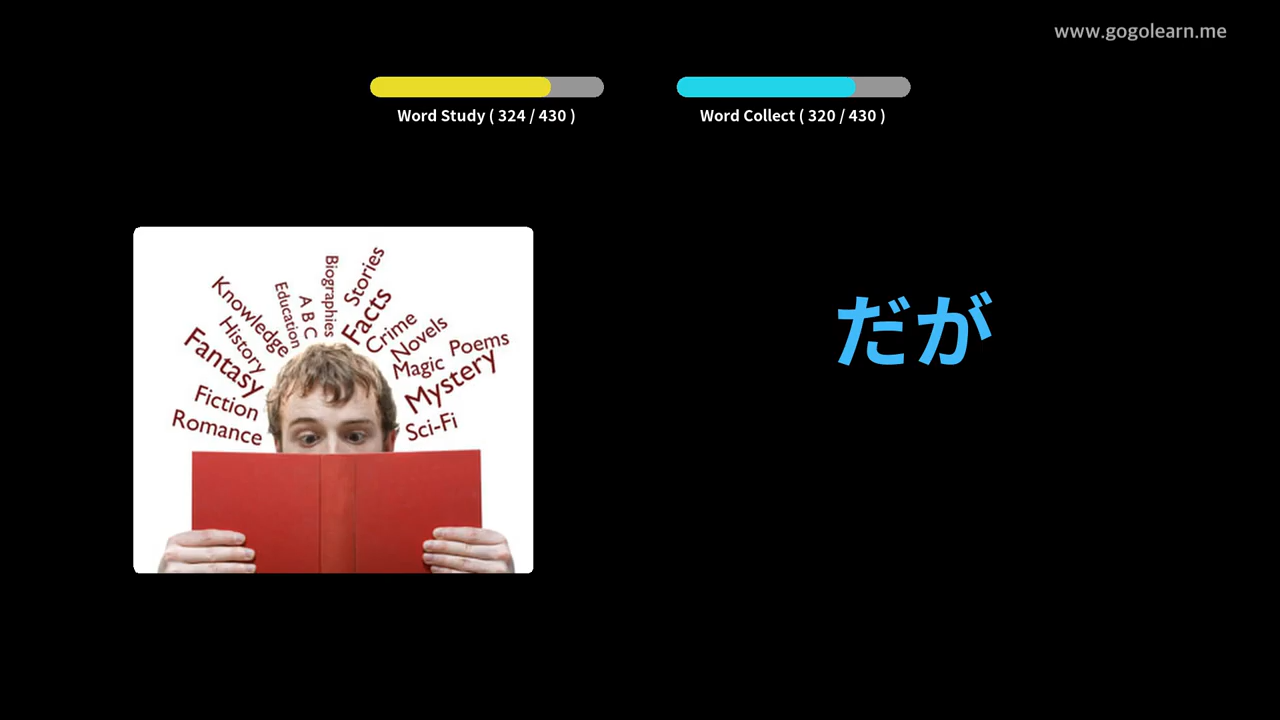 www.gogolearn.me
Word Study ( 324 / 430 )
Word Collect ( 320 / 430 )
だが
Biographies
Stories
Education
A B C
Facts
Knowledge
Crime
History
Novels
Poems
Fantasy
Magic
Mystery
Fiction
Romance
Sci-Fi